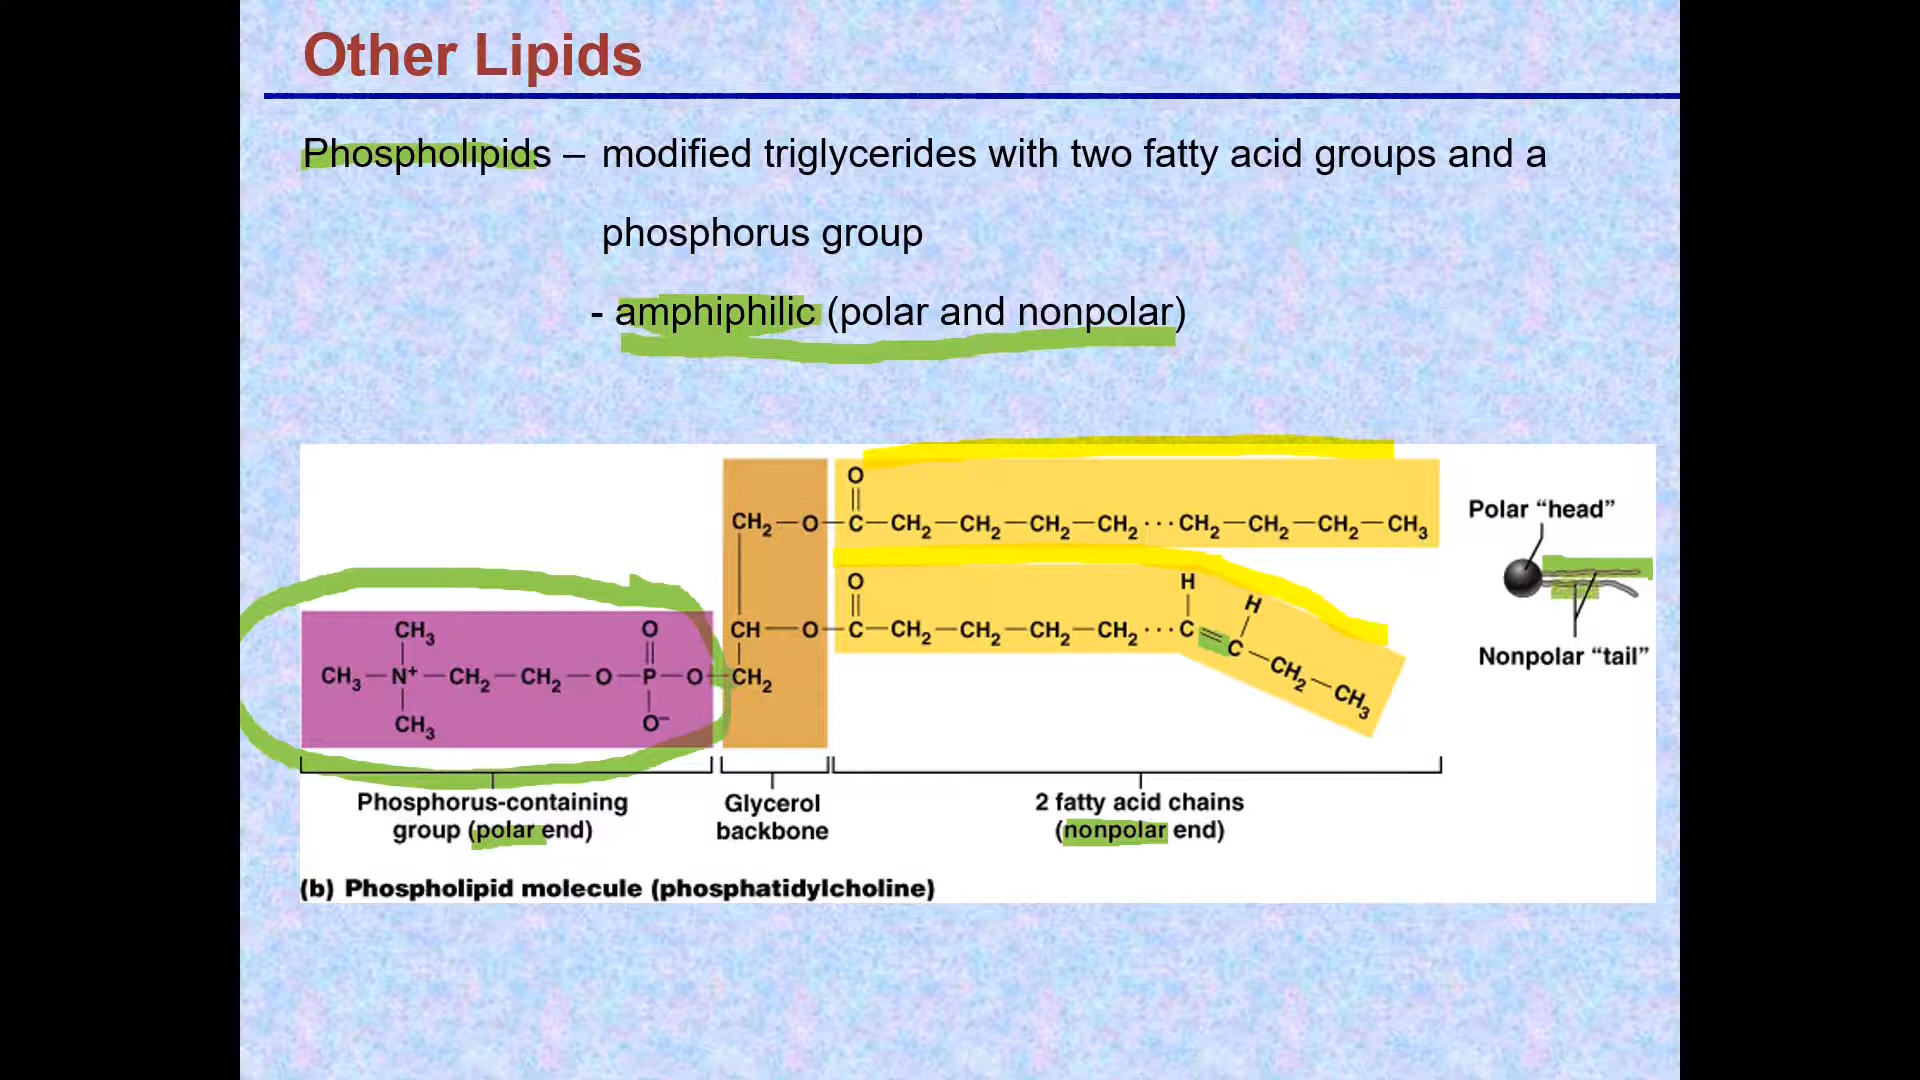 Other Lipids
Phospholipids – modified triglycerides with two fatty acid groups and a
phosphorus group
- amphiphilic (polar and nonpolar)
O
CH₂—O—C—CH₂—CH₂—CH₂—CH₂···CH₂—CH₂—CH₂—CH₃
Polar “head”
O H H
CH—O—C—CH₂—CH₂—CH₂—CH₂···C=C—CH₂—CH₃
Nonpolar “tail”
CH₃ O
CH₃—N⁺—CH₂—CH₂—O—P—O—CH₂
CH₃ O⁻
Phosphorus-containing
group (polar end)
Glycerol
backbone
2 fatty acid chains
(nonpolar end)
(b) Phospholipid molecule (phosphatidylcholine)